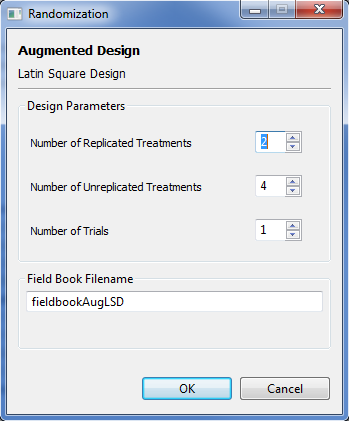 Randomization
Augmented Design
Latin Square Design
Design Parameters
Number of Replicated Treatments 2
Number of Unreplicated Treatments 4
Number of Trials 1
Field Book Filename
fieldbookAugLSD
OK Cancel